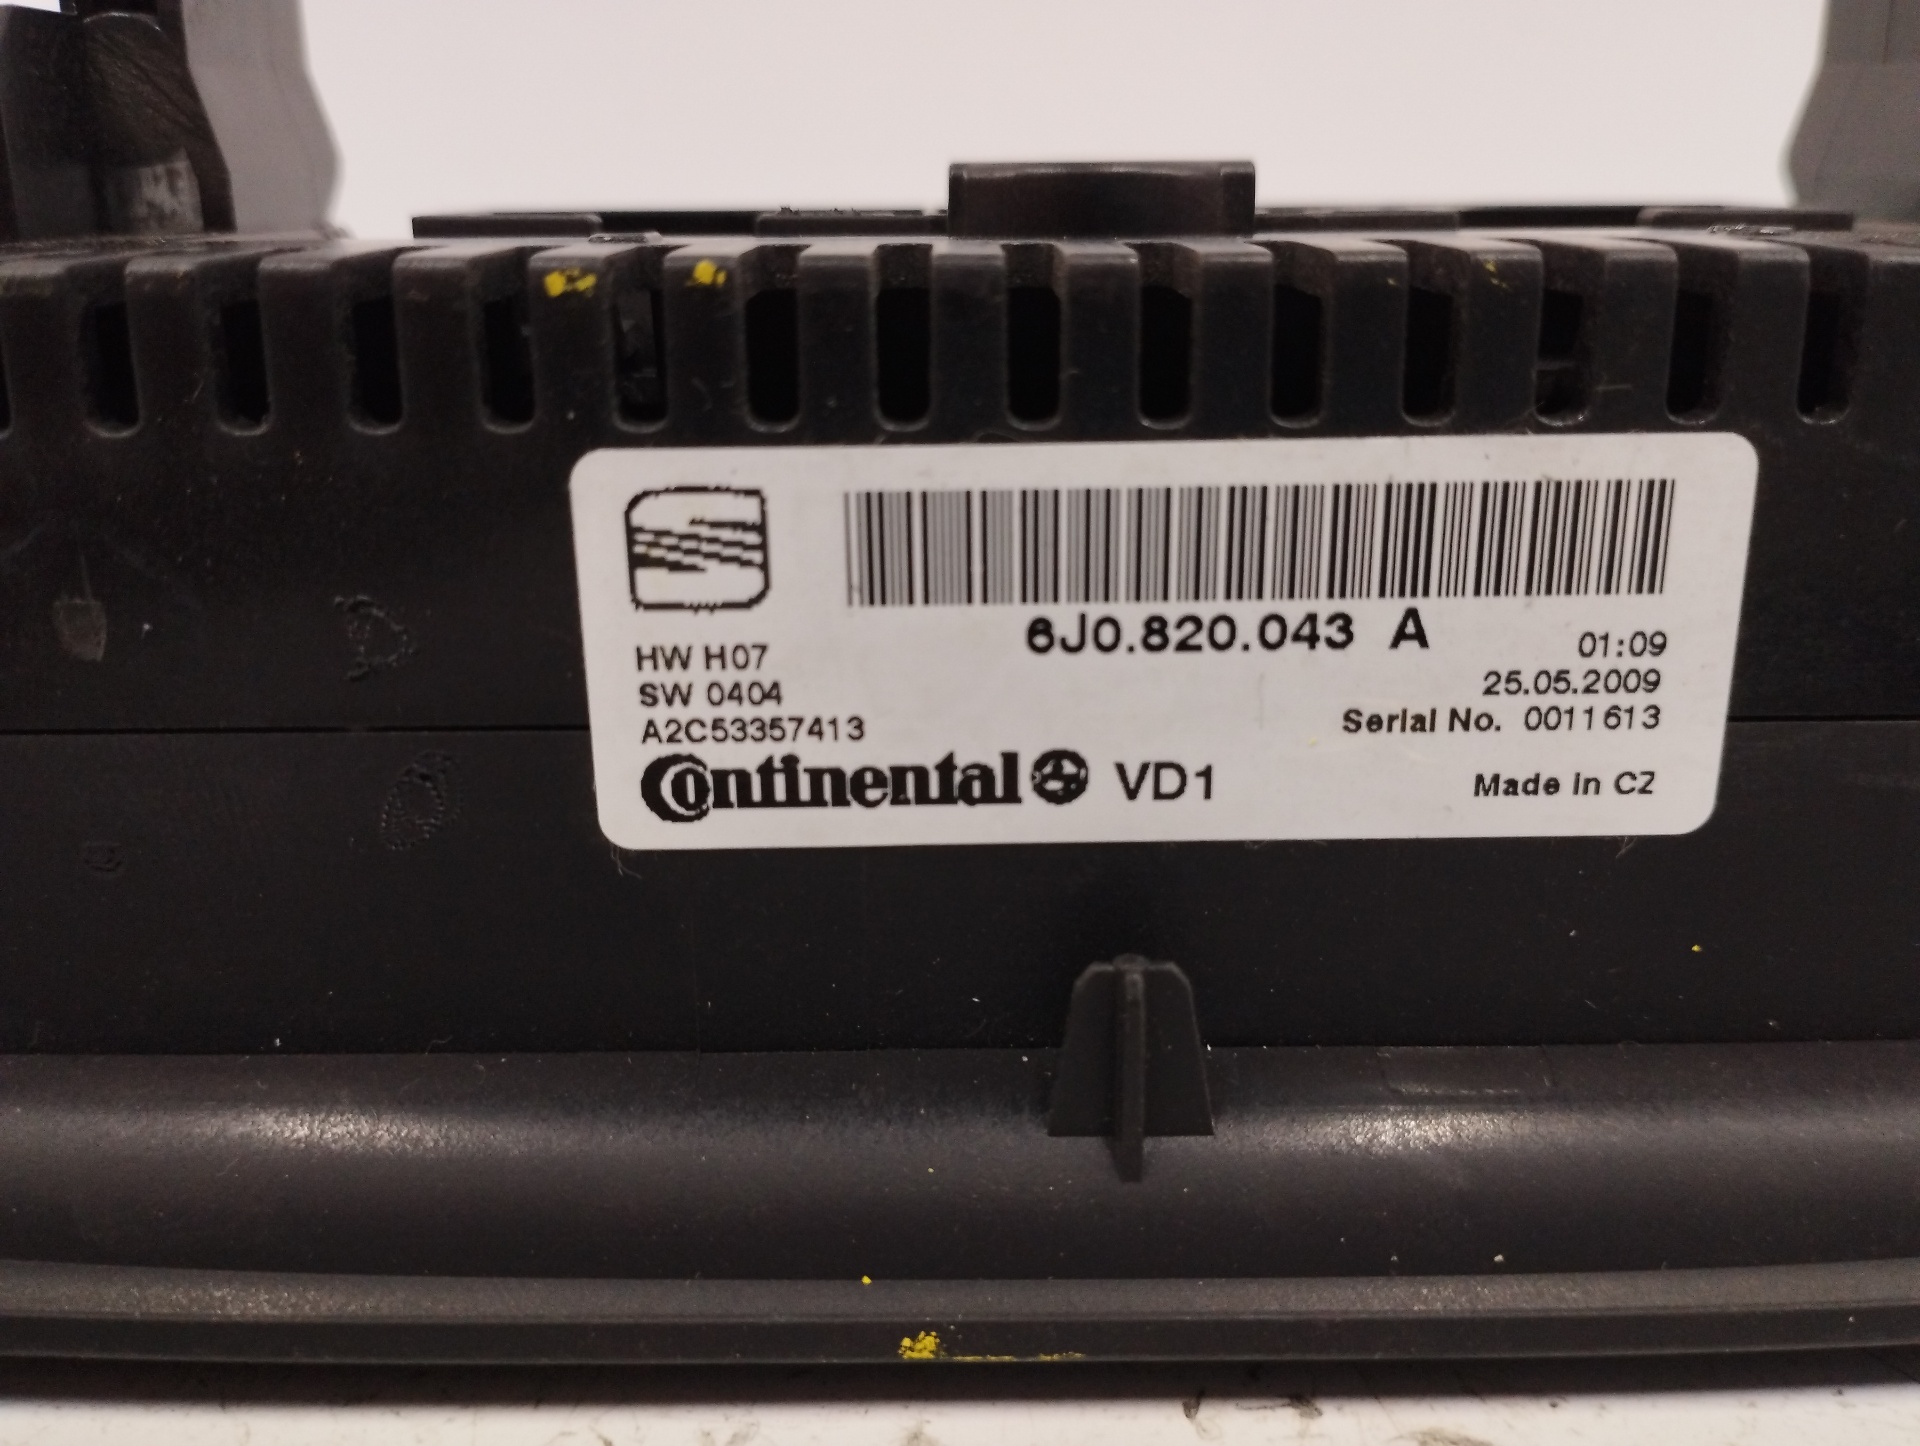 6J0.820.043 A
01:09
HW H07
25.05.2009
SW 0404
Serial No. 0011613
A2C53357413
Continental VD1
Made in CZ